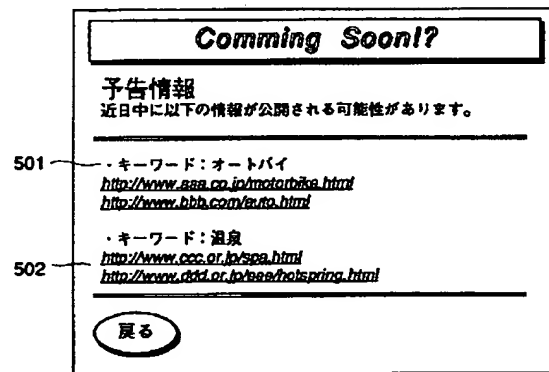 Comming Soon!?
予告情報
近日中に以下の情報が公開される可能性があります。
501
・キーワード：オートバイ
http://www.aaa.co.jp/motorbike.html
http://www.bbb.com/auto.html
・キーワード：温泉
502
http://www.ccc.or.jp/spa.html
http://www.ddd.or.jp/eee/hotspring.html
戻る